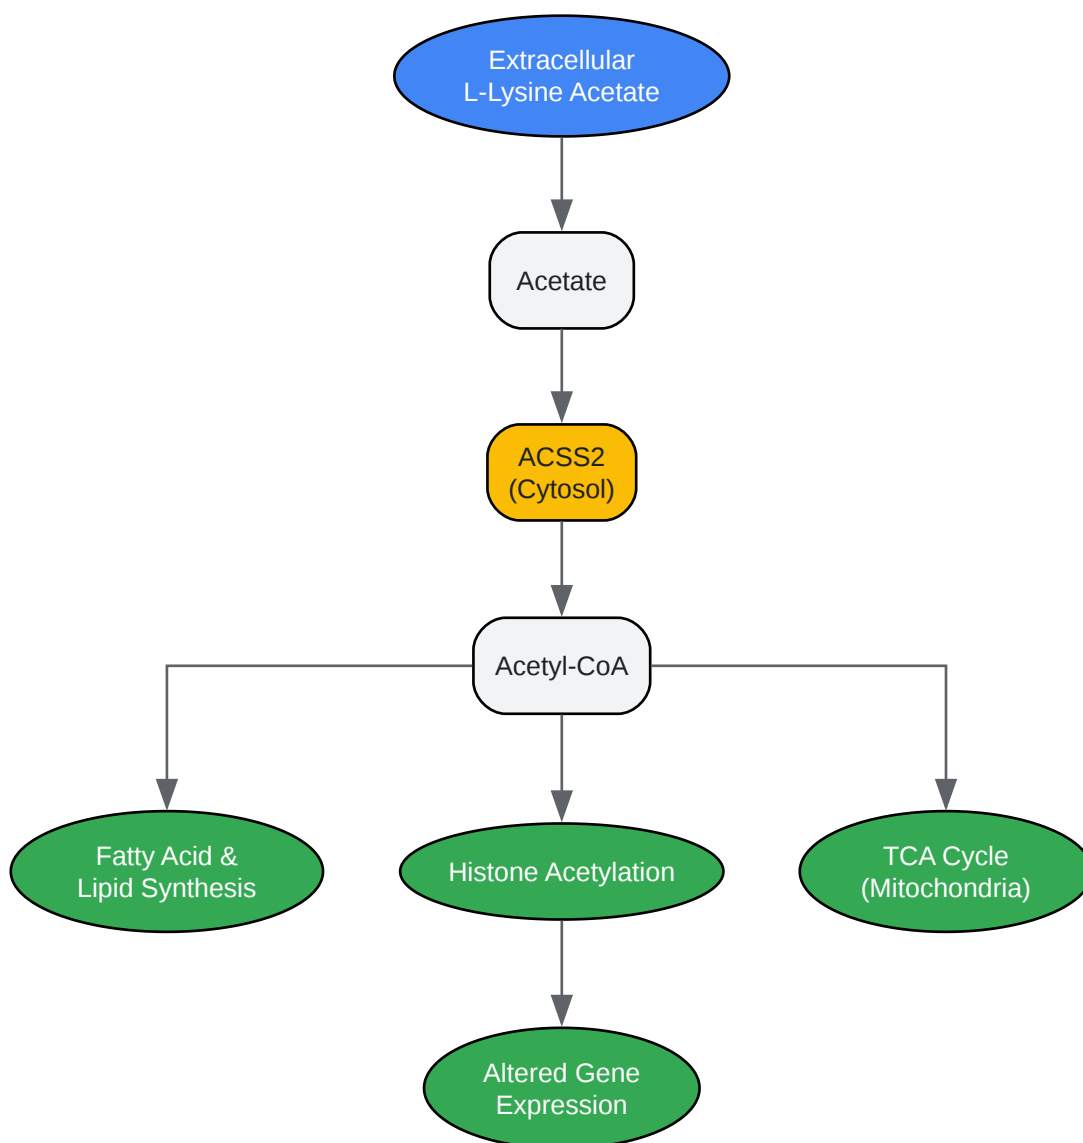 Extracellular
L-Lysine Acetate
Acetate
ACSS2
(Cytosol)
Acetyl-CoA
Fatty Acid &
Lipid Synthesis
Histone Acetylation
TCA Cycle
(Mitochondria)
Altered Gene
Expression